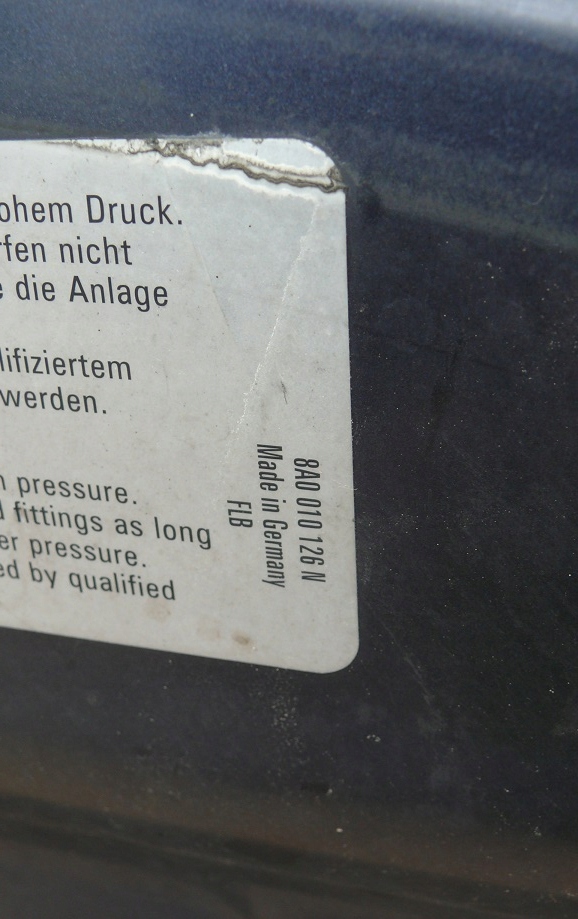 ohem Druck.
rfen nicht
e die Anlage
lifiziertem
werden.
pressure.
fittings as long
er pressure.
ed by qualified
8A0 010 126 N
Made in Germany
FLB